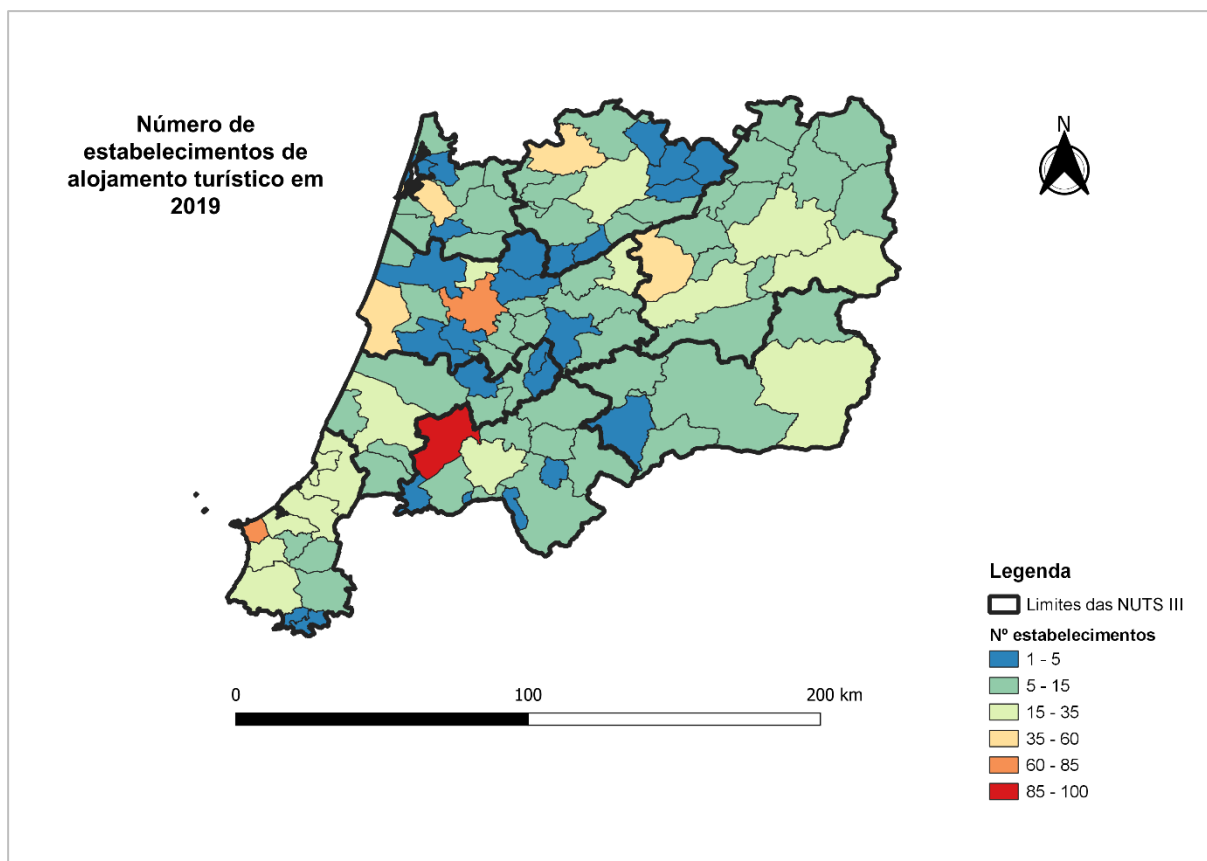 Número de
estabelecimentos de
alojamento turístico em
2019
N
Legenda
Limites das NUTS III
Nº estabelecimentos
1 - 5
5 - 15
15 - 35
35 - 60
60 - 85
85 - 100
0 100 200 km